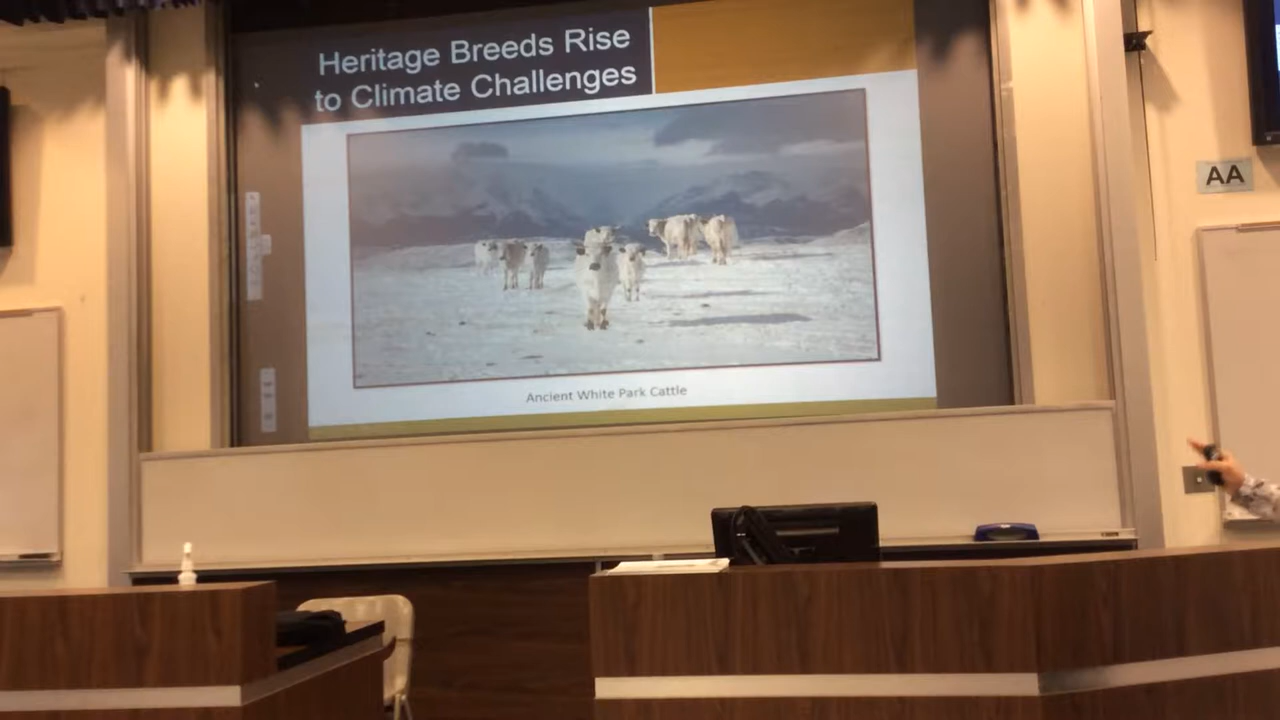 Heritage Breeds Rise
to Climate Challenges
Ancient White Park Cattle
AA